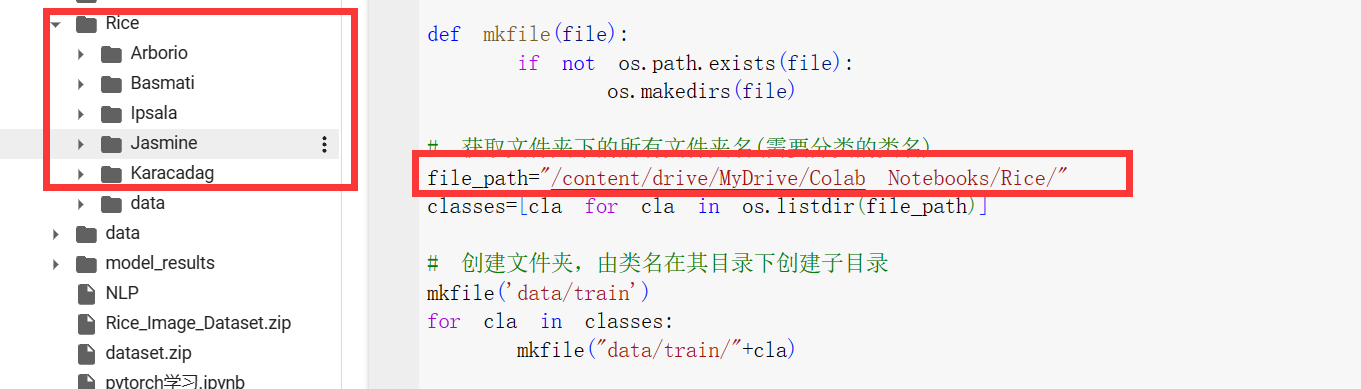 Rice
Arborio
Basmati
Ipsala
Jasmine
Karacadag
data
data
model_results
NLP
Rice_Image_Dataset.zip
dataset.zip
pytorch学习.ipynb
def mkfile(file):
if not os.path.exists(file):
os.makedirs(file)
# 获取文件夹下的所有文件夹名(需要分类的类名)
file_path="/content/drive/MyDrive/Colab Notebooks/Rice/"
classes=[cla for cla in os.listdir(file_path)]
# 创建文件夹，由类名在其目录下创建子目录
mkfile('data/train')
for cla in classes:
mkfile("data/train/"+cla)